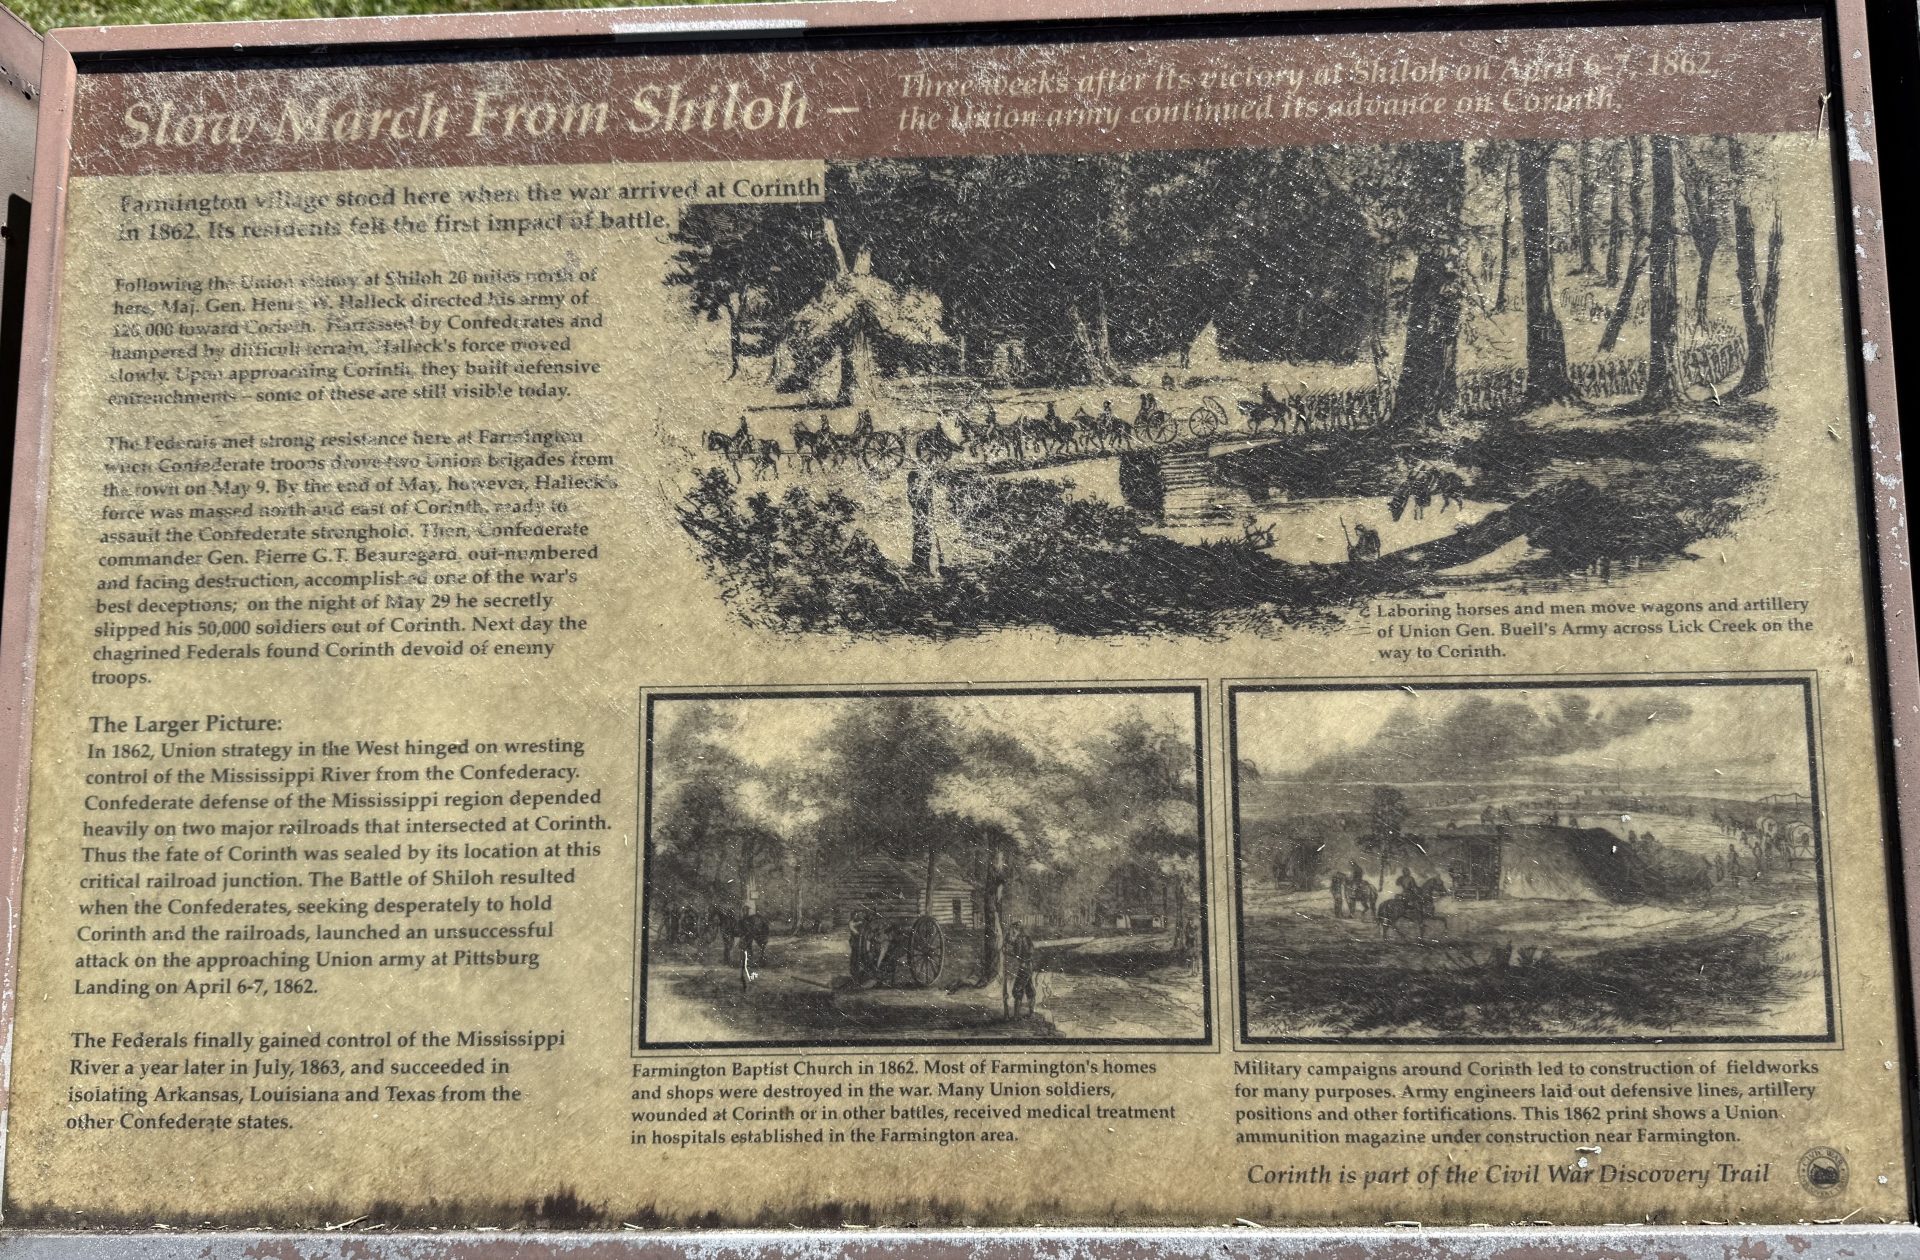 Slow March From Shiloh –
Three weeks after its victory at Shiloh on April 6-7, 1862
the Union army continued its advance on Corinth.
Farmington village stood here when the war arrived at Corinth
in 1862. Its residents felt the first impact of battle.
Following the Union victory at Shiloh 20 miles north of
here, Maj. Gen. Henry W. Halleck directed his army of
toward Corinth. Harrassed by Confederates and
hampered by difficult terrain, Halleck's force moved
slowly. Upon approaching Corinth, they built defensive
entrenchments – some of these are still visible today.
The Federals met strong resistance here at Farmington
when Confederate troops drove two Union brigades from
the town on May 9. By the end of May, however, Halleck's
force was massed north and east of Corinth, ready to
assault the Confederate stronghold. Then, Confederate
commander Gen. Pierre G.T. Beauregard, out-numbered
and facing destruction, accomplished one of the war's
best deceptions; on the night of May 29 he secretly
slipped his 50,000 soldiers out of Corinth. Next day the
chagrined Federals found Corinth devoid of enemy
troops.
The Larger Picture:
In 1862, Union strategy in the West hinged on wresting
control of the Mississippi River from the Confederacy.
Confederate defense of the Mississippi region depended
heavily on two major railroads that intersected at Corinth.
Thus the fate of Corinth was sealed by its location at this
critical railroad junction. The Battle of Shiloh resulted
when the Confederates, seeking desperately to hold
Corinth and the railroads, launched an unsuccessful
attack on the approaching Union army at Pittsburg
Landing on April 6-7, 1862.
The Federals finally gained control of the Mississippi
River a year later in July, 1863, and succeeded in
isolating Arkansas, Louisiana and Texas from the
other Confederate states.
Laboring horses and men move wagons and artillery
of Union Gen. Buell's Army across Lick Creek on the
way to Corinth.
Farmington Baptist Church in 1862. Most of Farmington's homes
and shops were destroyed in the war. Many Union soldiers,
wounded at Corinth or in other battles, received medical treatment
in hospitals established in the Farmington area.
Military campaigns around Corinth led to construction of fieldworks
for many purposes. Army engineers laid out defensive lines, artillery
positions and other fortifications. This 1862 print shows a Union
ammunition magazine under construction near Farmington.
Corinth is part of the Civil War Discovery Trail
CIVIL WAR